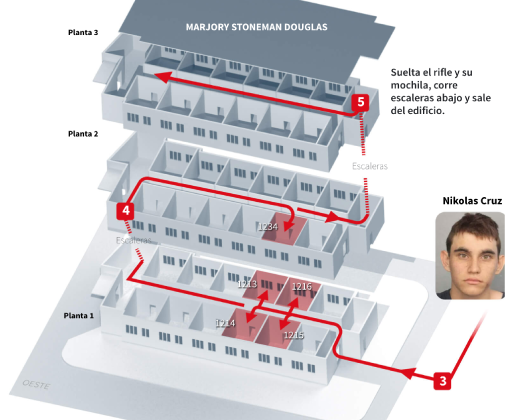 MARJORY STONEMAN DOUGLAS
Planta 3
Suelta el rifle y su
mochila, corre
escaleras abajo y sale
del edificio.
5
Planta 2
Escaleras
Nikolas Cruz
4
1234
Escaleras
1213
1216
Planta 1
1214
1215
3
OESTE